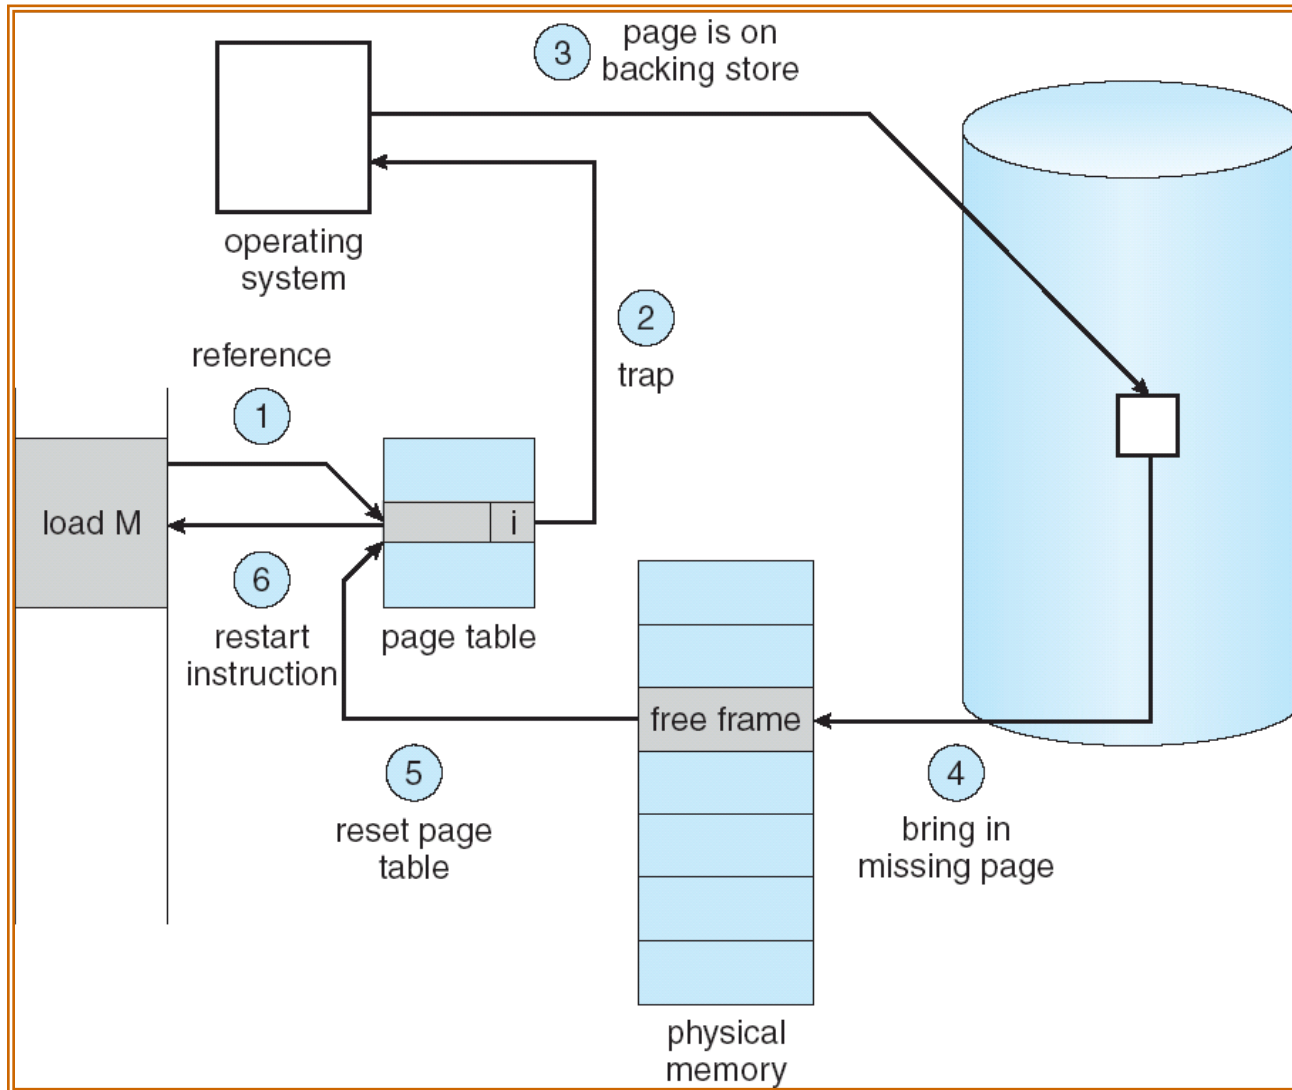 3
page is on
backing store
operating
system
2
trap
reference
1
load M
i
6
restart
instruction
page table
free frame
5
reset page
table
4
bring in
missing page
physical
memory